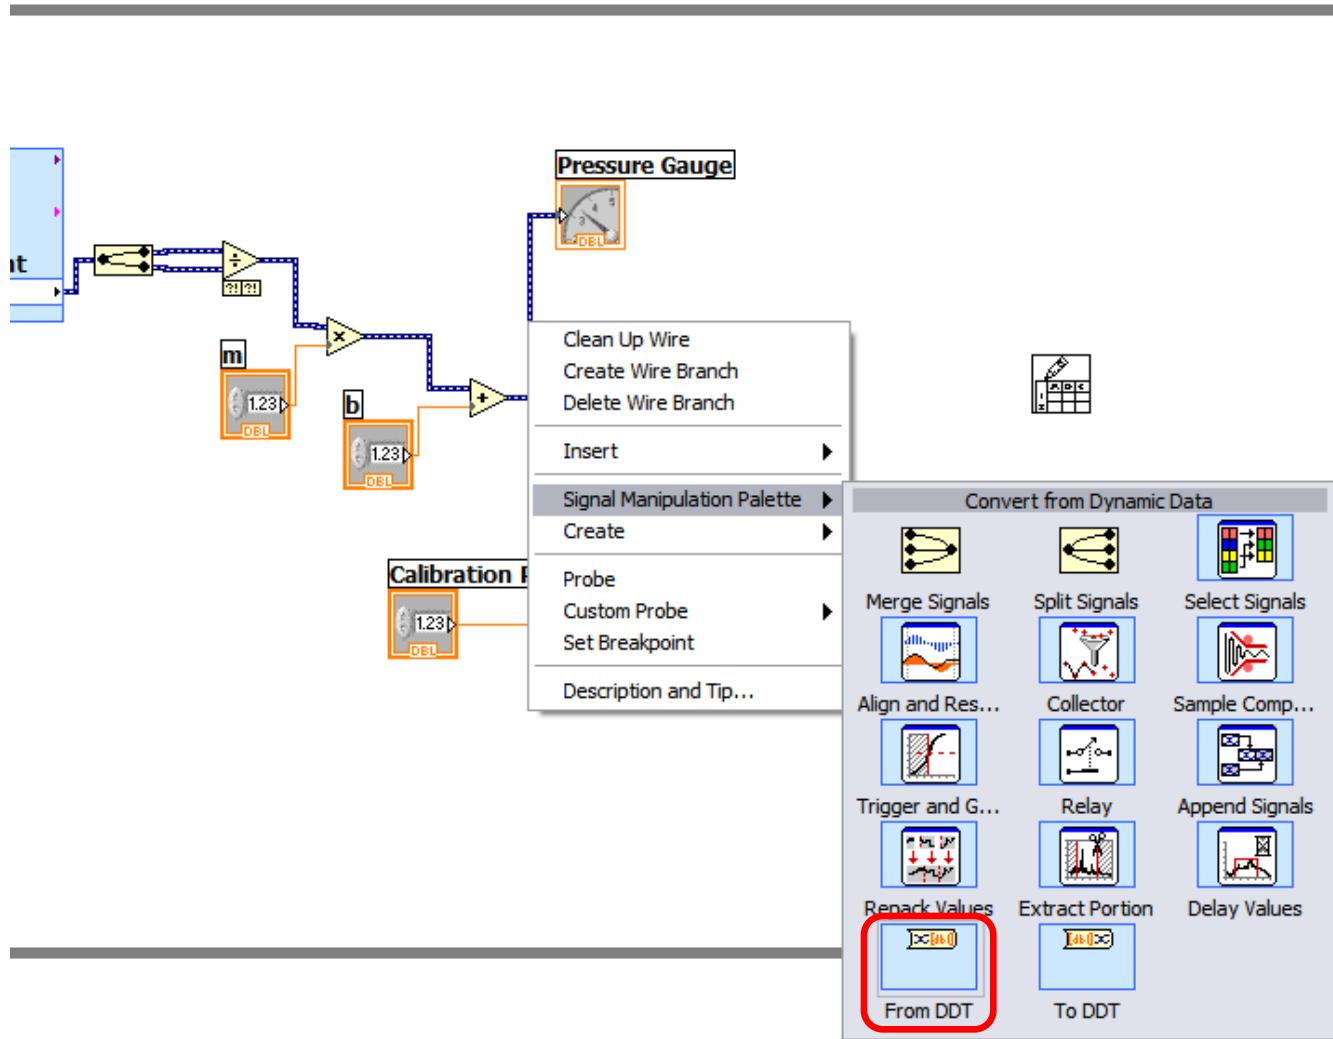 Pressure Gauge
DBL
nt
?! ?!
m
1.23
DBL
b
1.23
DBL
Calibration
1.23
DBL
Clean Up Wire
Create Wire Branch
Delete Wire Branch
Insert
Signal Manipulation Palette
Create
Probe
Custom Probe
Set Breakpoint
Description and Tip...
Convert from Dynamic Data
Merge Signals Split Signals Select Signals
Align and Res... Collector Sample Comp...
Trigger and G... Relay Append Signals
Repack Values Extract Portion Delay Values
From DDT To DDT